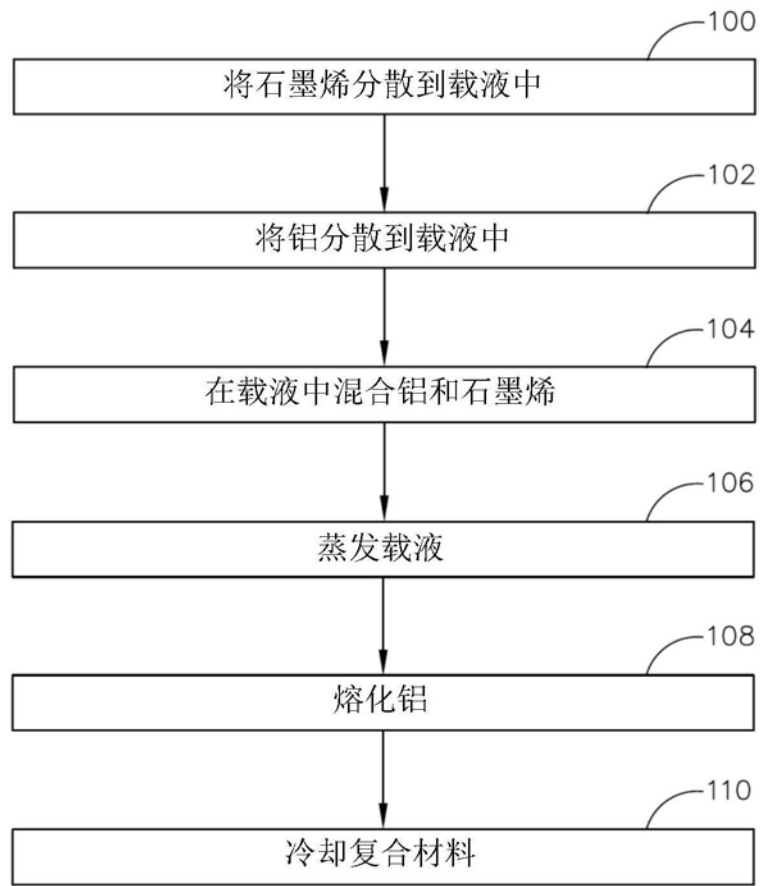 100
将石墨烯分散到载液中
102
将铝分散到载液中
104
在载液中混合铝和石墨烯
106
蒸发载液
108
熔化铝
110
冷却复合材料